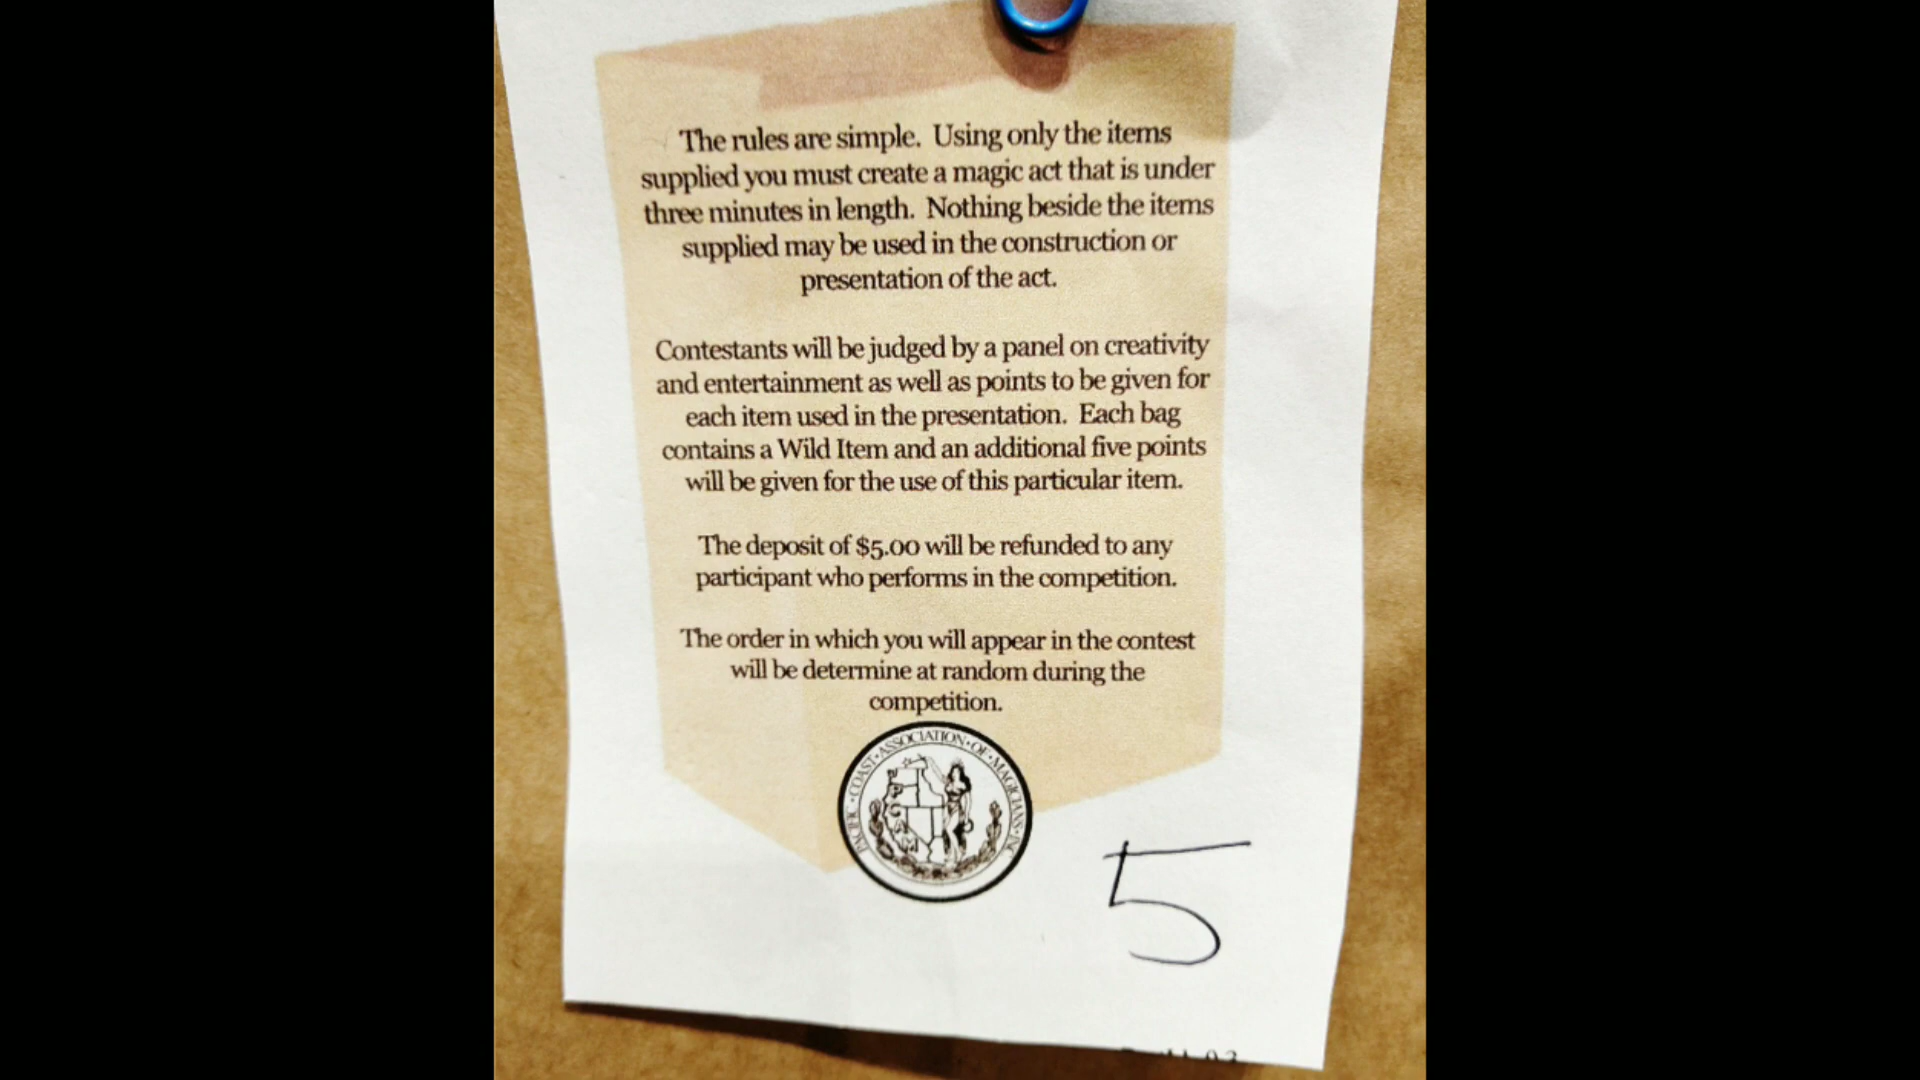 The rules are simple. Using only the items
supplied you must create a magic act that is under
three minutes in length. Nothing beside the items
supplied may be used in the construction or
presentation of the act.
Contestants will be judged by a panel on creativity
and entertainment as well as points to be given for
each item used in the presentation. Each bag
contains a Wild Item and an additional five points
will be given for the use of this particular item.
The deposit of $5.00 will be refunded to any
participant who performs in the competition.
The order in which you will appear in the contest
will be determine at random during the
competition.
PACIFIC·COAST·ASSOCIATION·OF·MAGICIANS·INC
PCAM
5